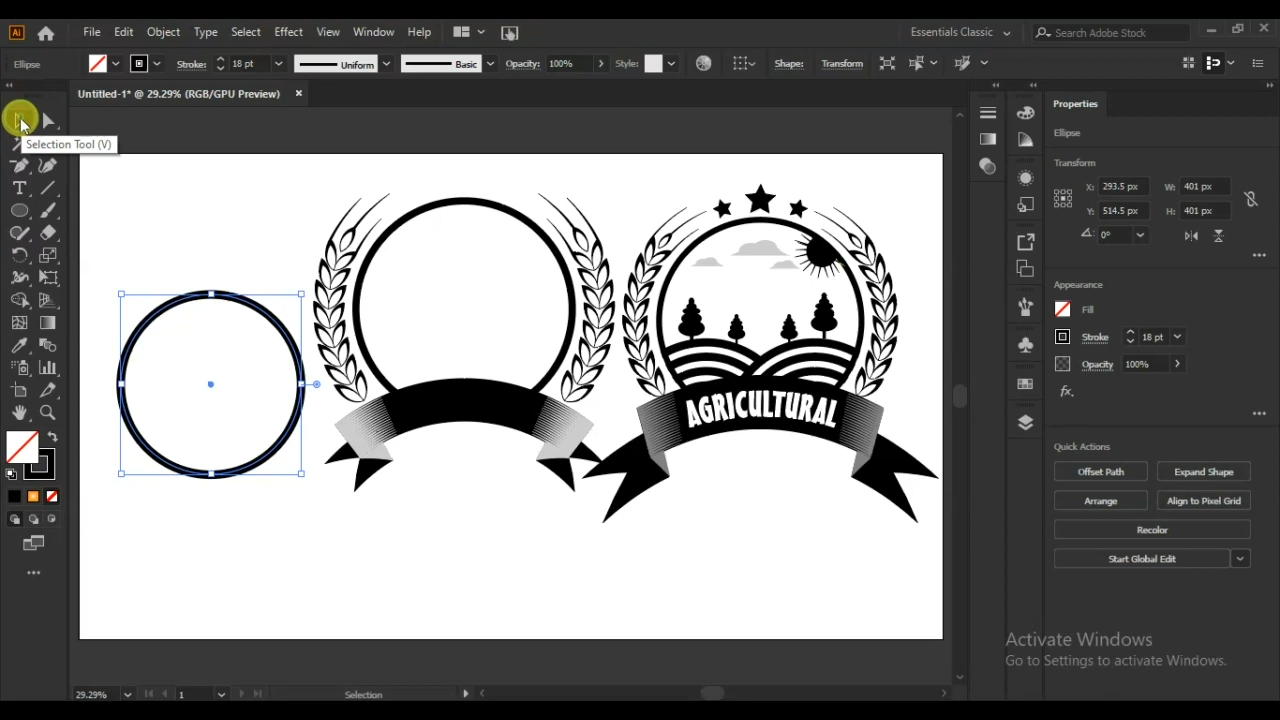 Ai File Edit Object Type Select Effect View Window Help Essentials Classic Search Adobe Stock
Ellipse Stroke: 18 pt Uniform Basic Opacity: 100% Style: Shape: Transform
Untitled-1* @ 29.29% (RGB/GPU Preview) ×
Selection Tool (V)
AGRICULTURAL
Properties
Ellipse
Transform
X: 293.5 px W: 401 px
Y: 514.5 px H: 401 px
0°
Appearance
Fill
Stroke 18 pt
Opacity 100%
fx.
Quick Actions
Offset Path Expand Shape
Arrange Align to Pixel Grid
Recolor
Start Global Edit
Activate Windows
Go to Settings to activate Windows.
29.29% 1 Selection